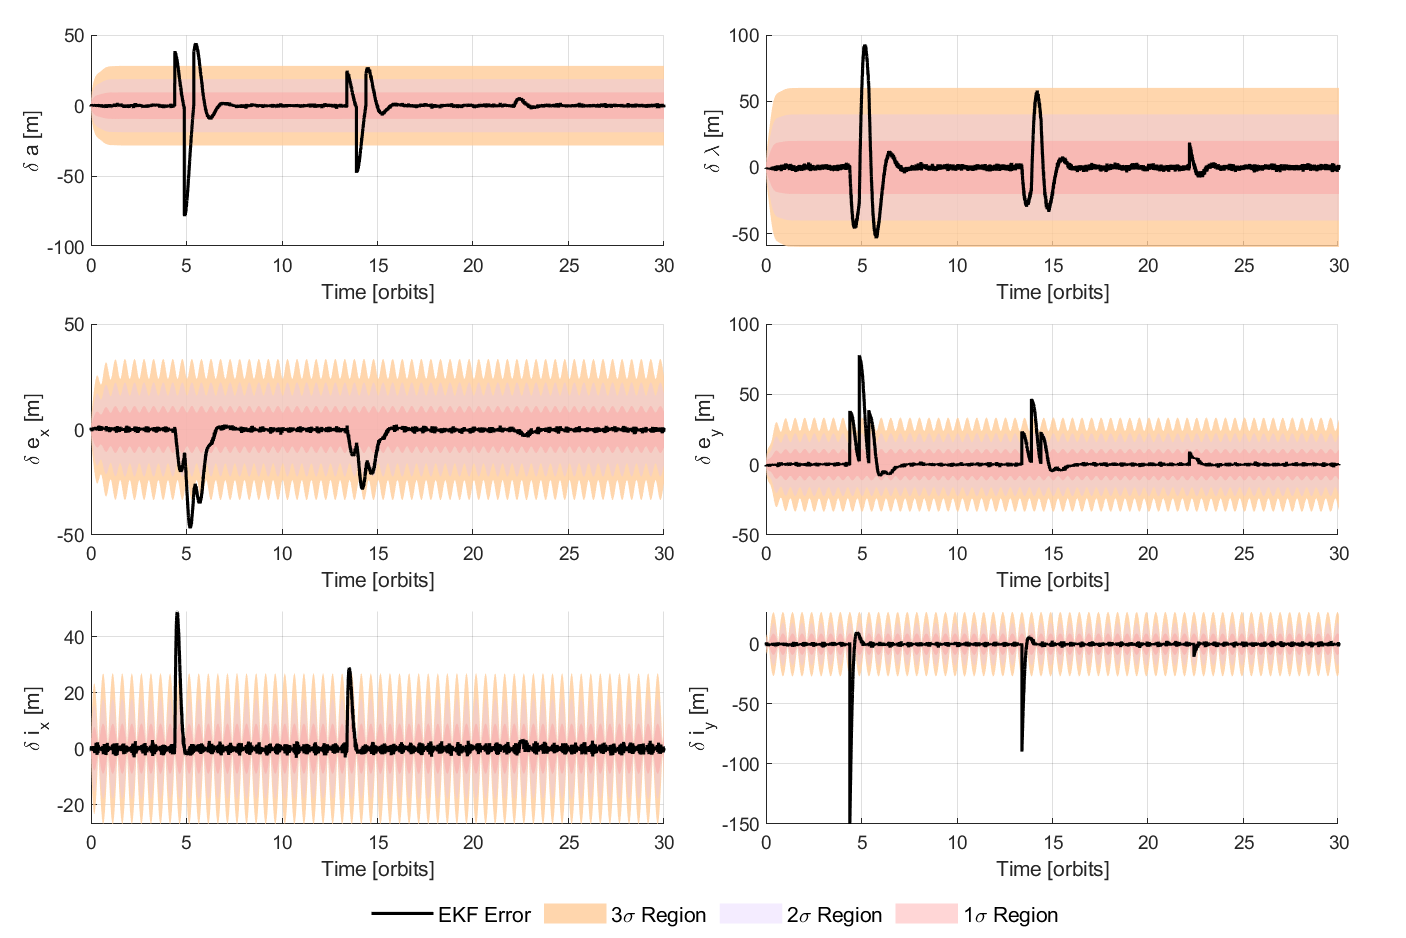 50
0
-50
-100
δ a [m]
0 5 10 15 20 25 30
Time [orbits]
100
50
0
-50
δ λ [m]
0 5 10 15 20 25 30
Time [orbits]
50
0
-50
δ e_x [m]
0 5 10 15 20 25 30
Time [orbits]
100
50
0
-50
δ e_y [m]
0 5 10 15 20 25 30
Time [orbits]
40
20
0
-20
δ i_x [m]
0 5 10 15 20 25 30
Time [orbits]
0
-50
-100
-150
δ i_y [m]
0 5 10 15 20 25 30
Time [orbits]
EKF Error 3σ Region 2σ Region 1σ Region